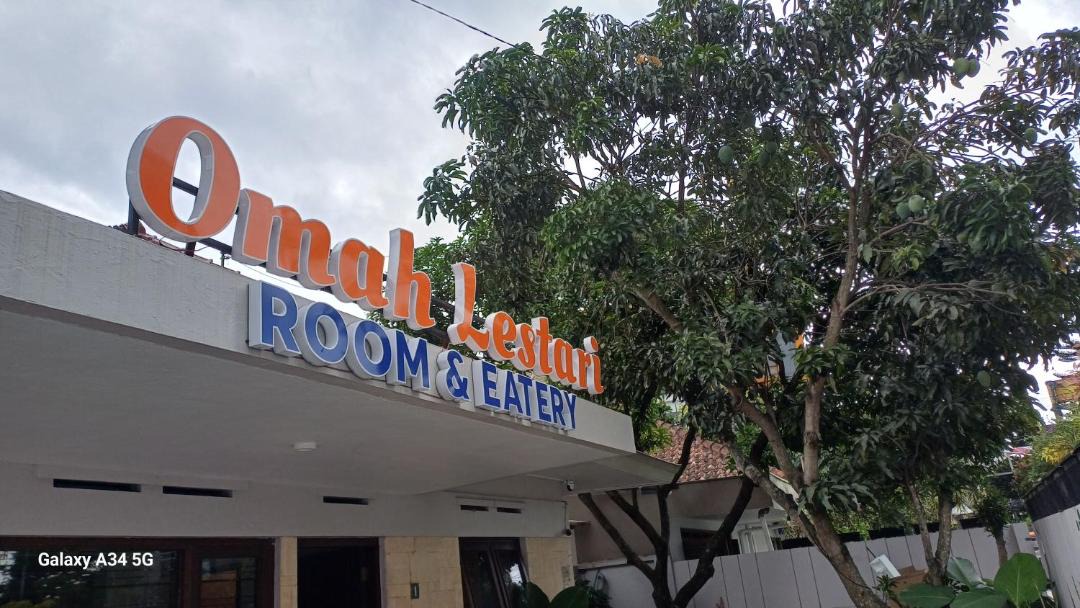 Omah Lestari
ROOM & EATERY
Galaxy A34 5G